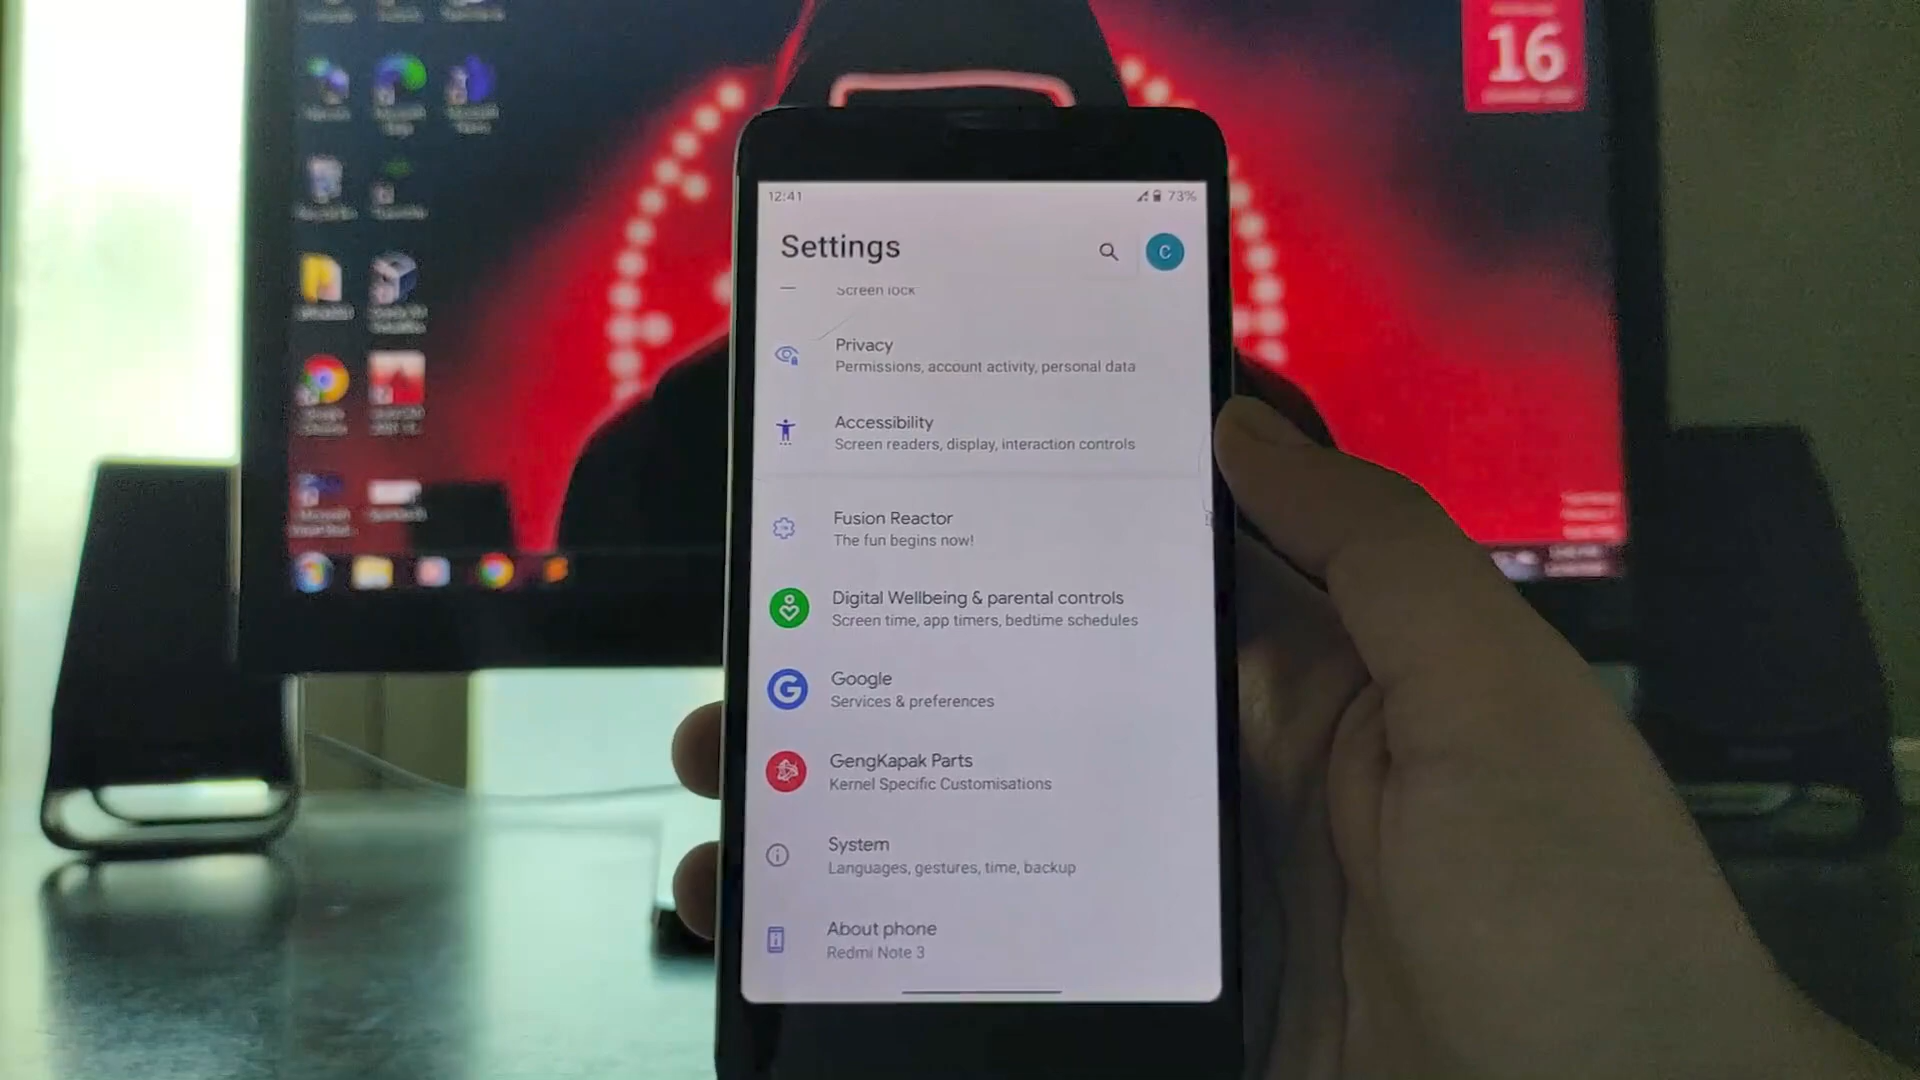 16
12:41
73%
Settings
C
Screen lock
Privacy
Permissions, account activity, personal data
Accessibility
Screen readers, display, interaction controls
Fusion Reactor
The fun begins now!
Digital Wellbeing & parental controls
Screen time, app timers, bedtime schedules
Google
Services & preferences
GengKapak Parts
Kernel Specific Customisations
System
Languages, gestures, time, backup
About phone
Redmi Note 3